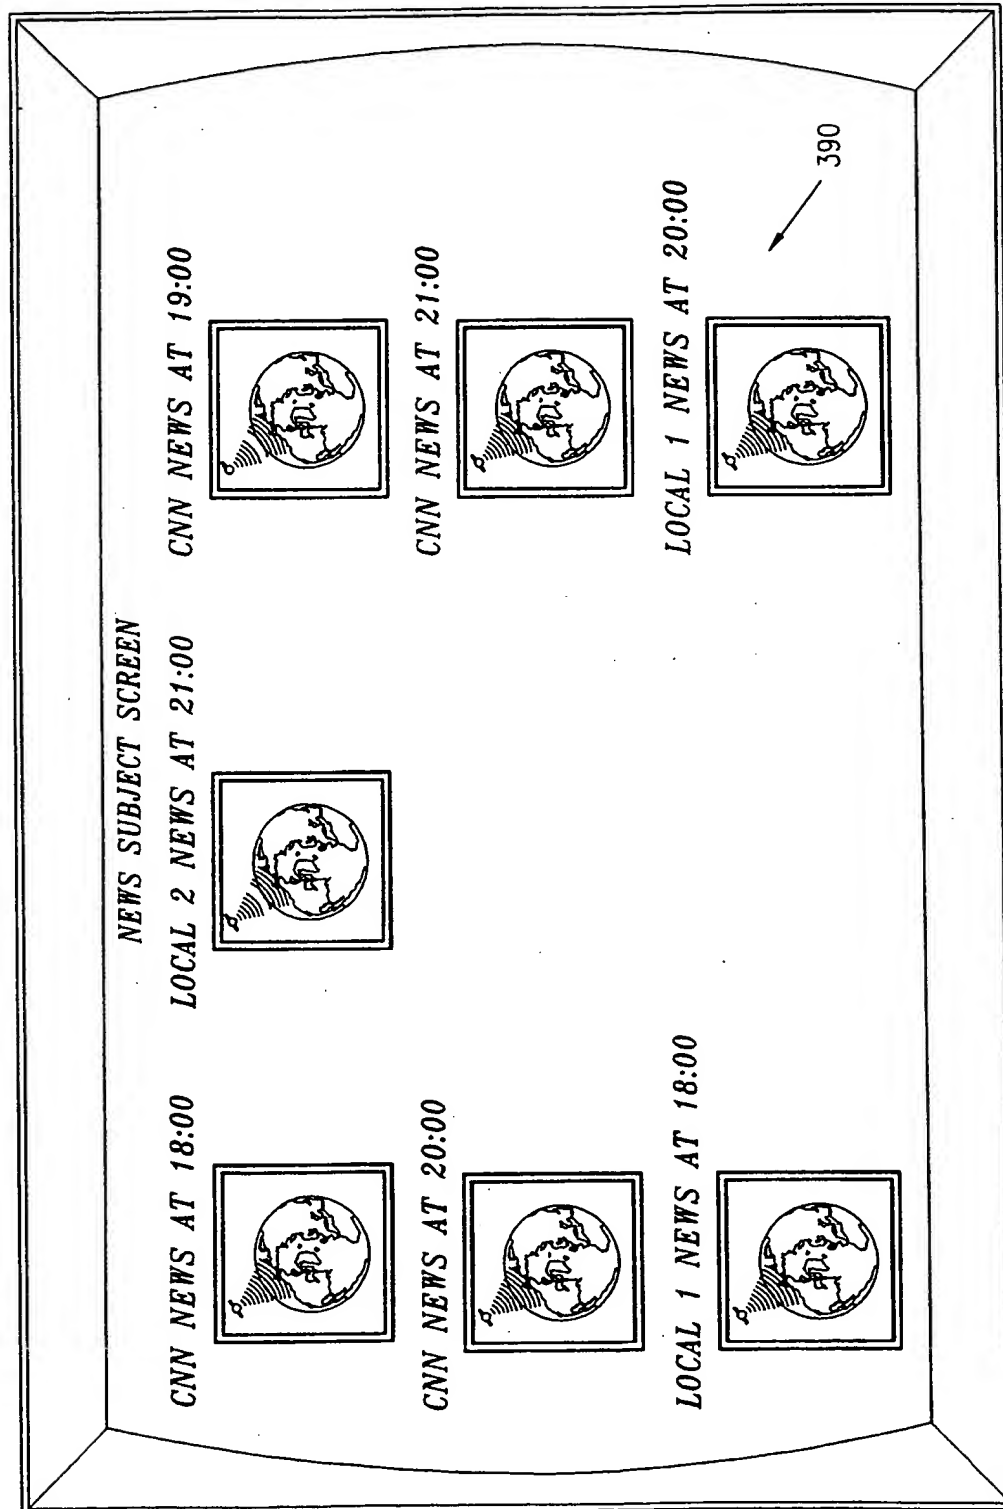 NEWS SUBJECT SCREEN
CNN NEWS AT 18:00
LOCAL 2 NEWS AT 21:00
CNN NEWS AT 19:00
CNN NEWS AT 20:00
CNN NEWS AT 21:00
LOCAL 1 NEWS AT 18:00
LOCAL 1 NEWS AT 20:00
390